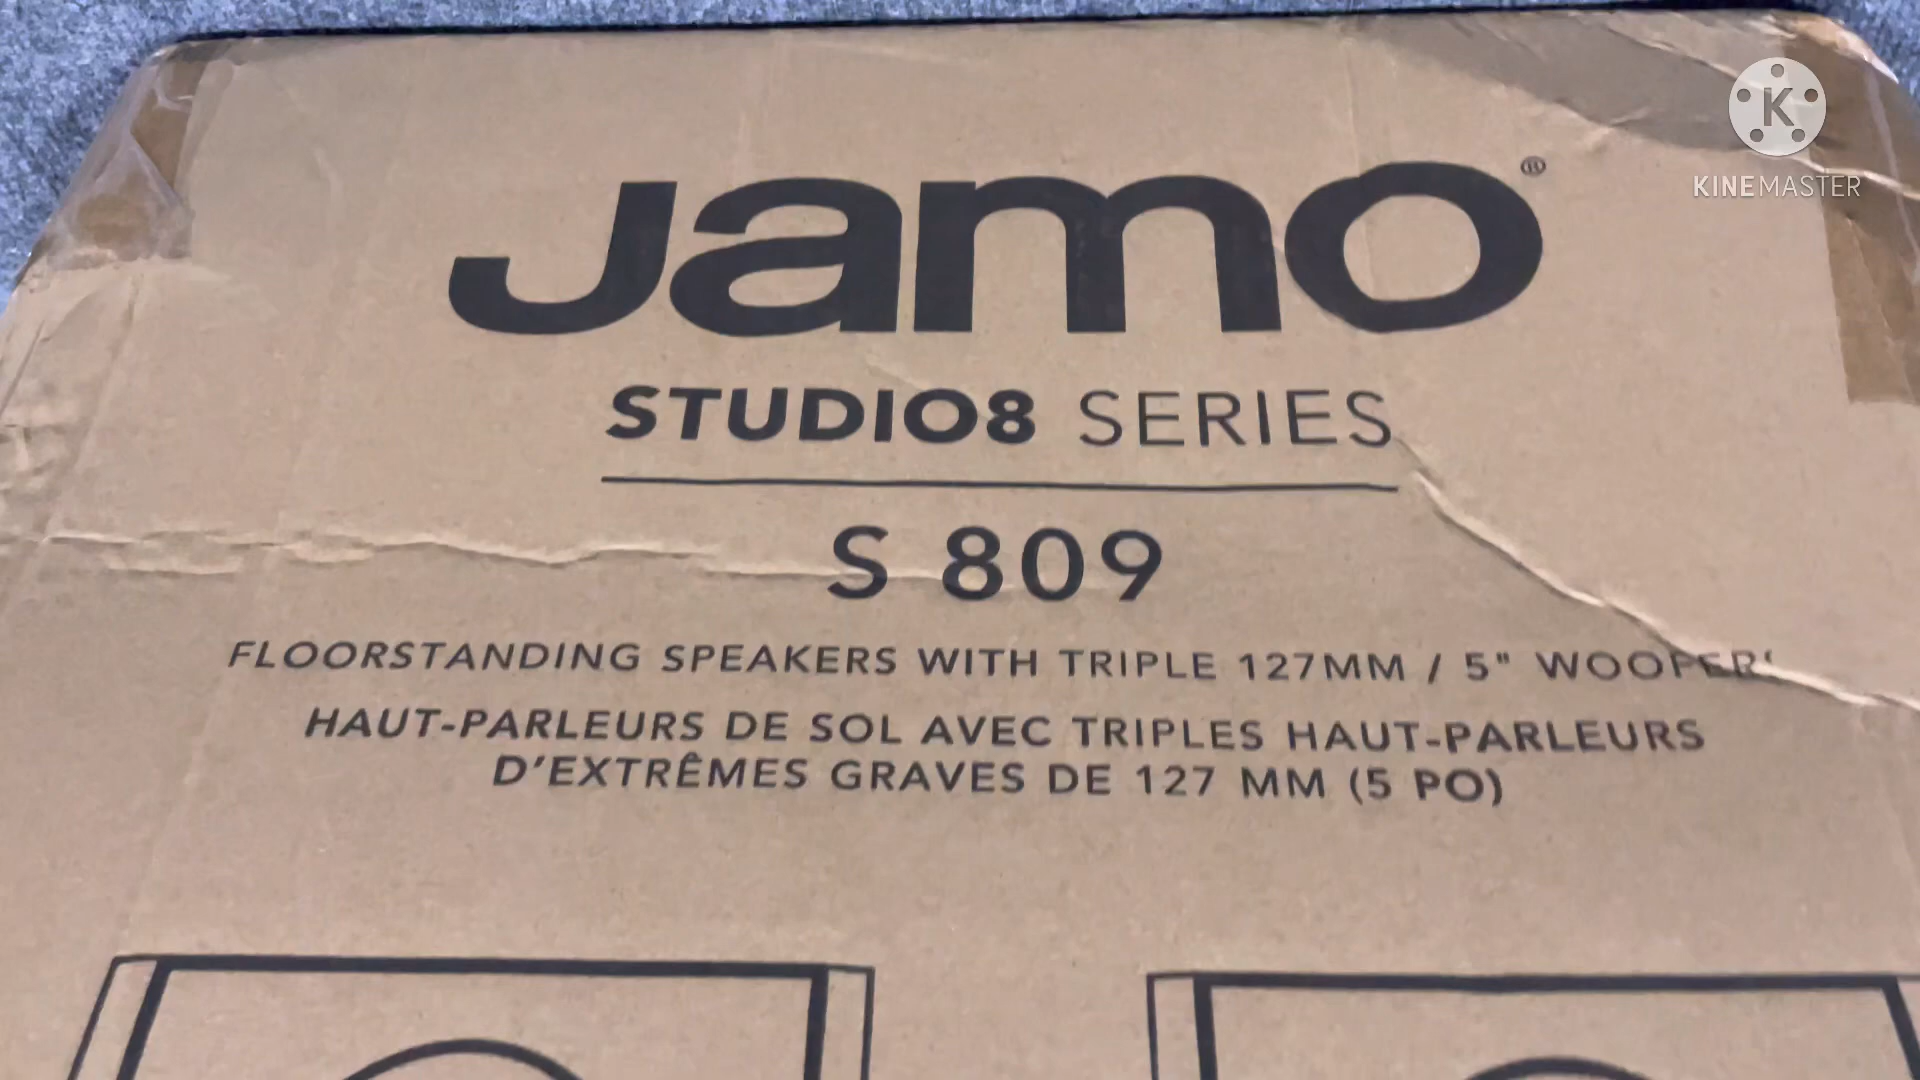 Jamo®
K
KINEMASTER
STUDIO8 SERIES
S 809
FLOORSTANDING SPEAKERS WITH TRIPLE 127MM / 5" WOOFERS
HAUT-PARLEURS DE SOL AVEC TRIPLES HAUT-PARLEURS
D'EXTRÊMES GRAVES DE 127 MM (5 PO)